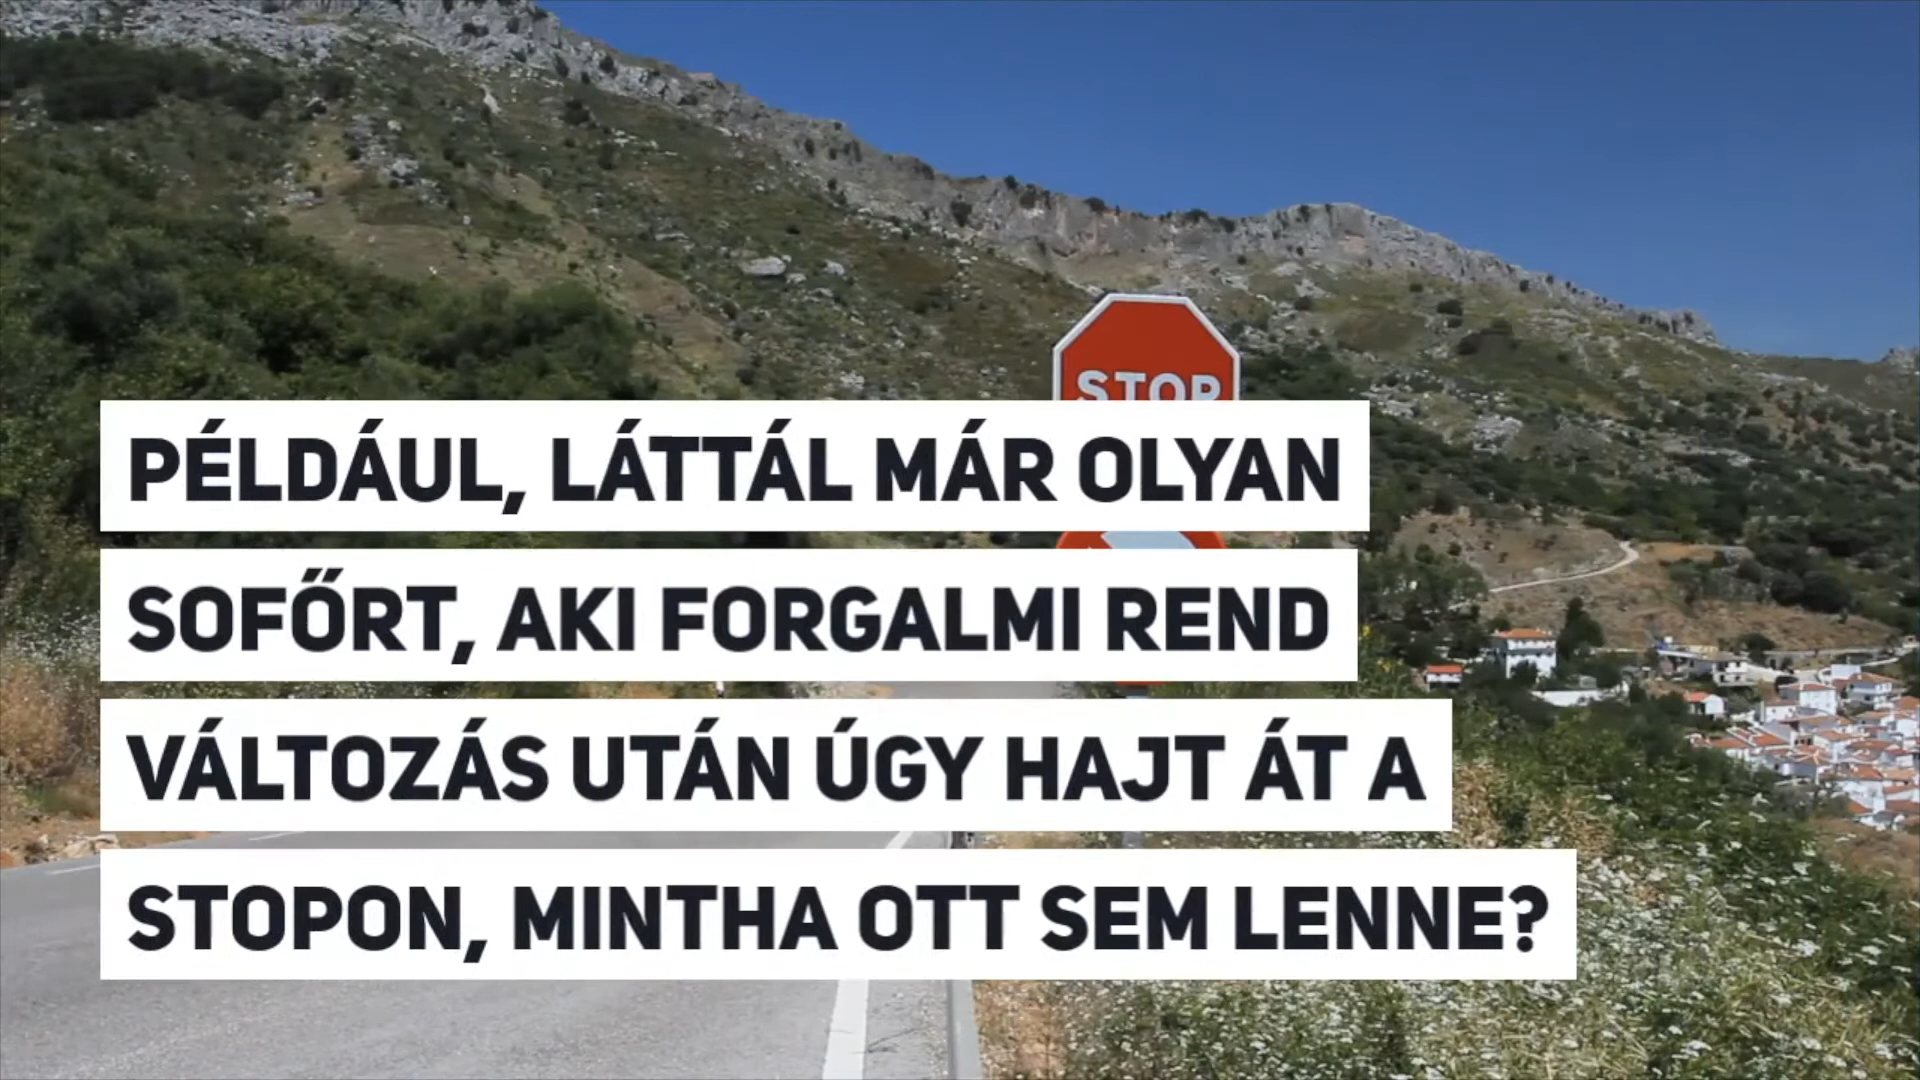 STOP
PÉLDÁUL, LÁTTÁL MÁR OLYAN
SOFŐRT, AKI FORGALMI REND
VÁLTOZÁS UTÁN ÚGY HAJT ÁT A
STOPON, MINTHA OTT SEM LENNE?